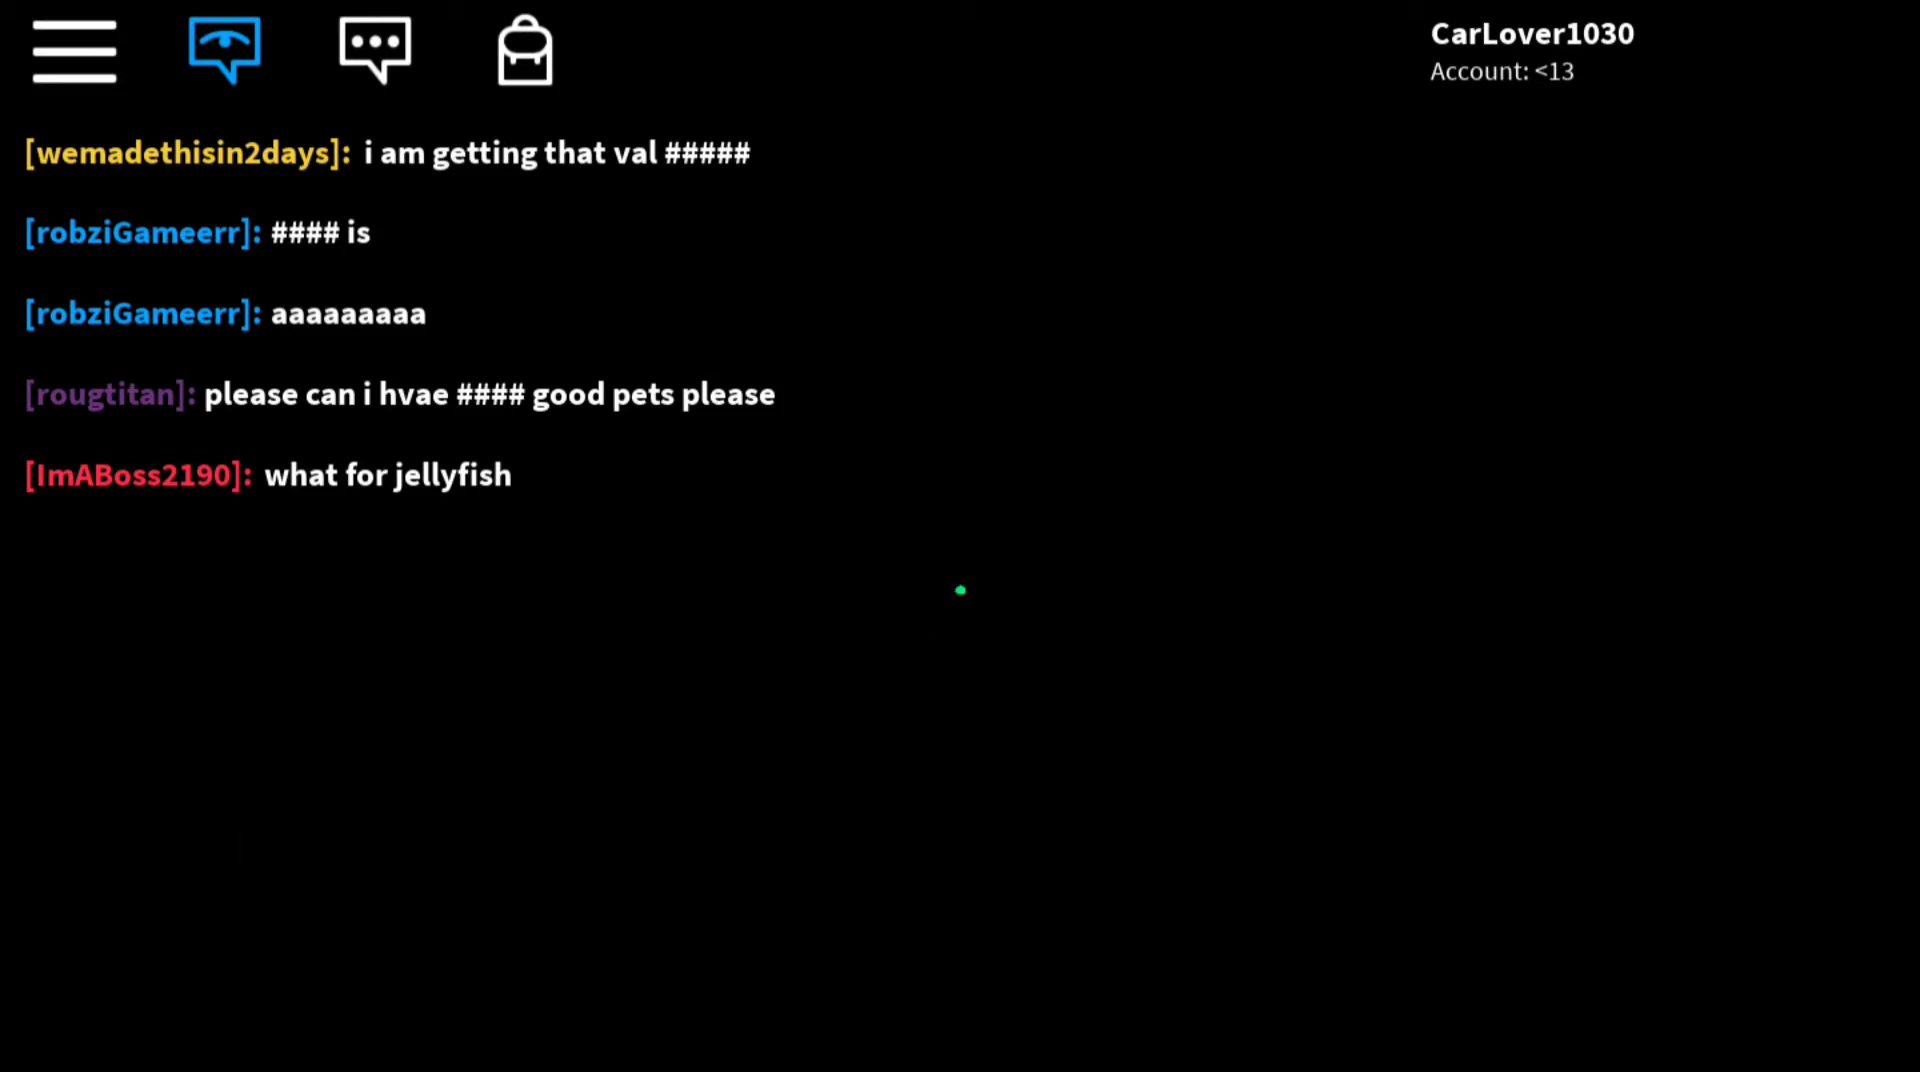 CarLover1030
Account: <13
[wemadethisin2days]: i am getting that val #####
[robziGameerr]: #### is
[robziGameerr]: aaaaaaaaa
[rougtitan]: please can i hvae #### good pets please
[ImABoss2190]: what for jellyfish